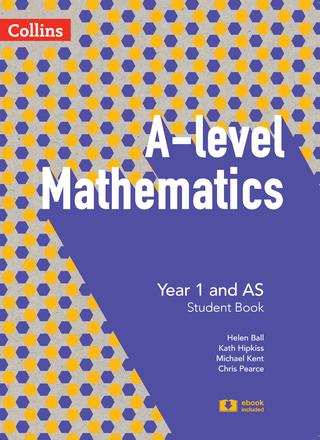 Collins
A-level
Mathematics
Year 1 and AS
Student Book
Helen Ball
Kath Hipkiss
Michael Kent
Chris Pearce
ebook
included